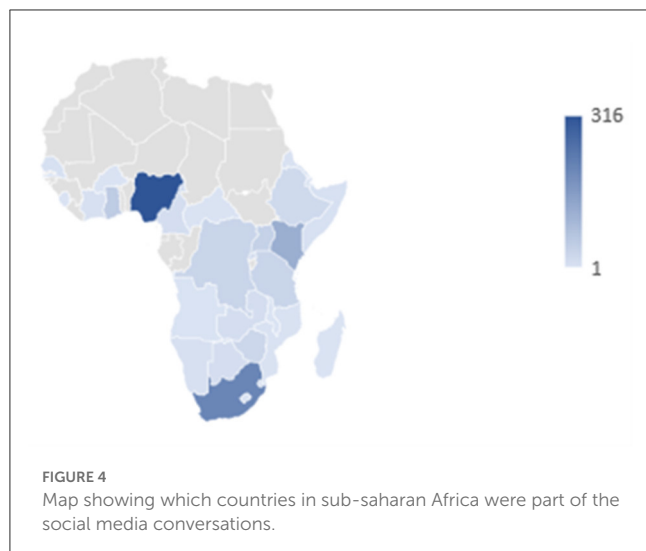 316
1
FIGURE 4
Map showing which countries in sub-saharan Africa were part of the
social media conversations.